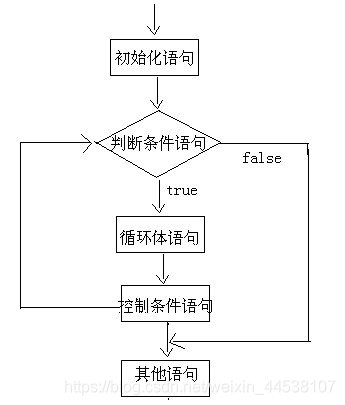 初始化语句
判断条件语句
false
true
循环体语句
控制条件语句
其他语句
https://blog.csdn.net/weixin_44538107